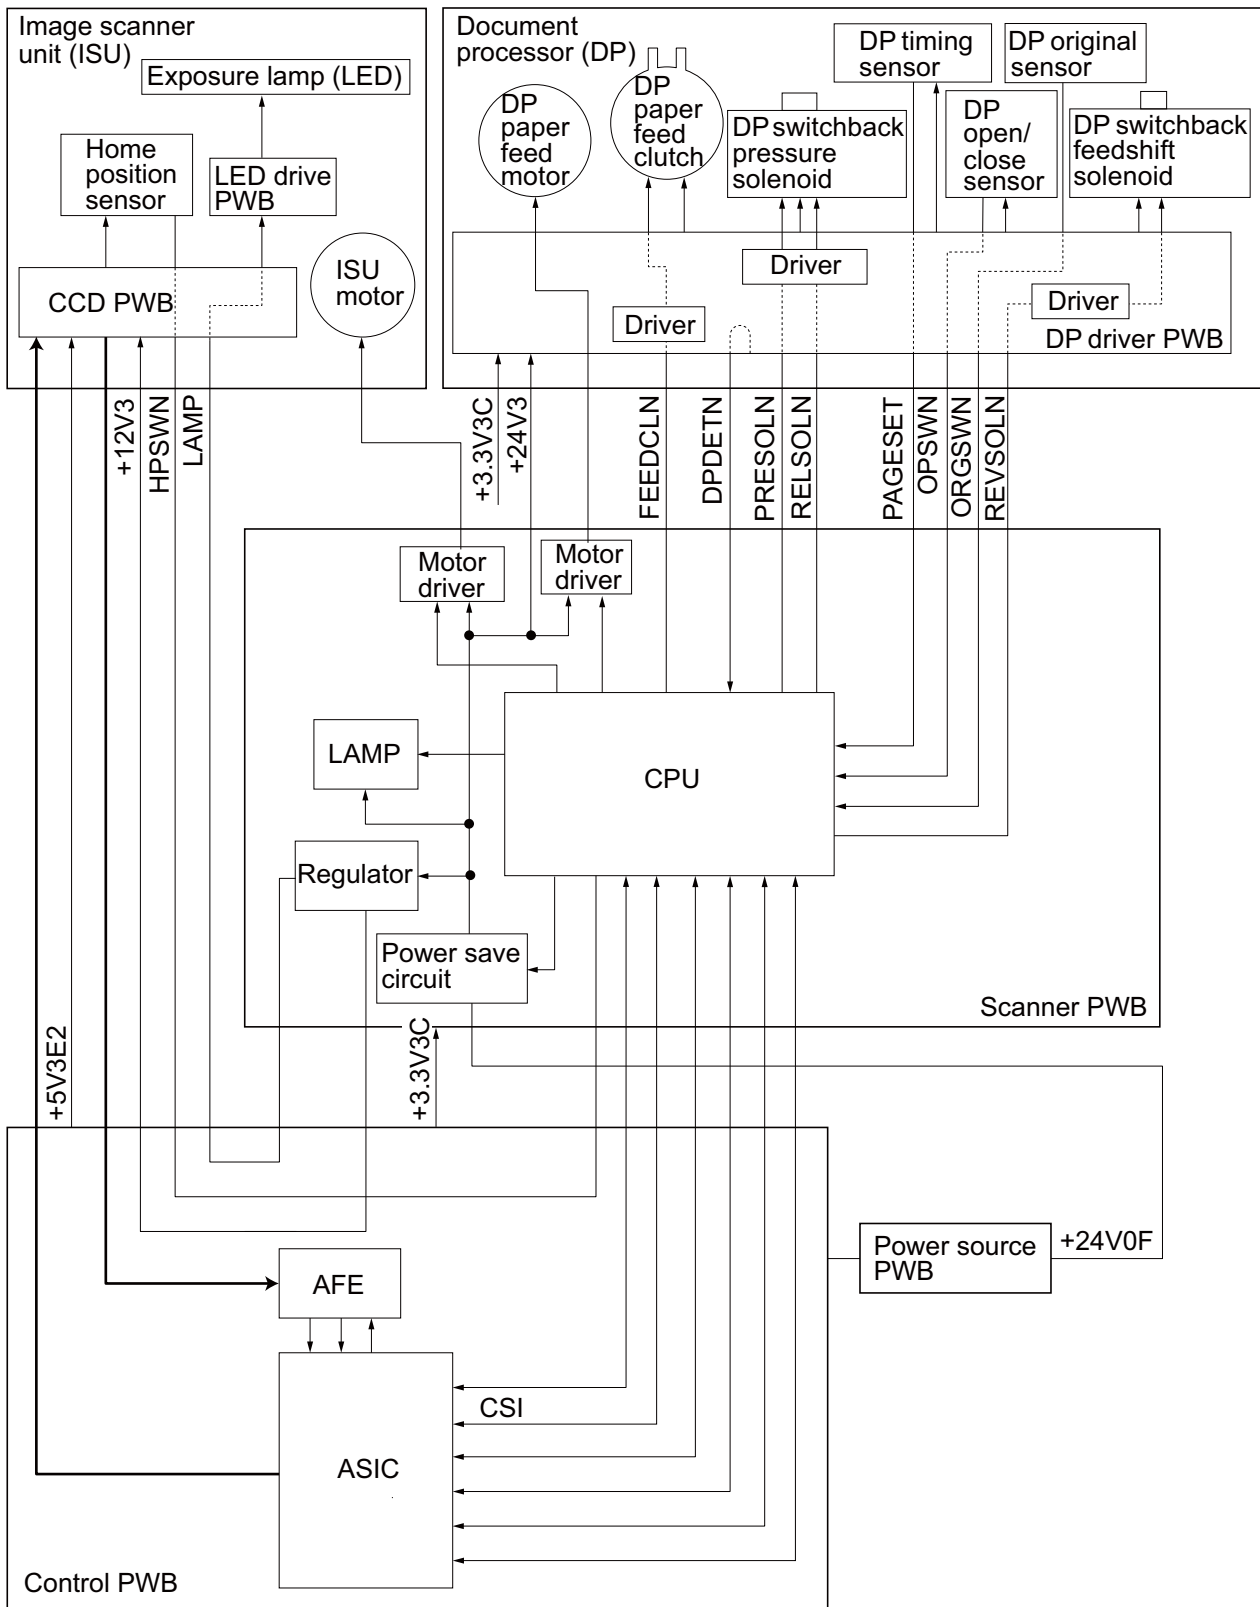 Image scanner
unit (ISU)
Exposure lamp (LED)
Home
position
sensor
LED drive
PWB
ISU
motor
CCD PWB
Document
processor (DP)
DP
paper
feed
motor
DP
paper
feed
clutch
DP switchback
pressure
solenoid
DP timing
sensor
DP original
sensor
DP
open/
close
sensor
DP switchback
feedshift
solenoid
Driver
Driver
Driver
DP driver PWB
+12V3
HPSWN
LAMP
+3.3V3C
+24V3
FEEDCLN
DPDETN
PRESOLN
RELSOLN
PAGESET
OPSWN
ORGSWN
REVSOLN
Motor
driver
Motor
driver
LAMP
CPU
Regulator
Power save
circuit
Scanner PWB
+5V3E2
+3.3V3C
Power source
PWB
+24V0F
AFE
CSI
ASIC
Control PWB